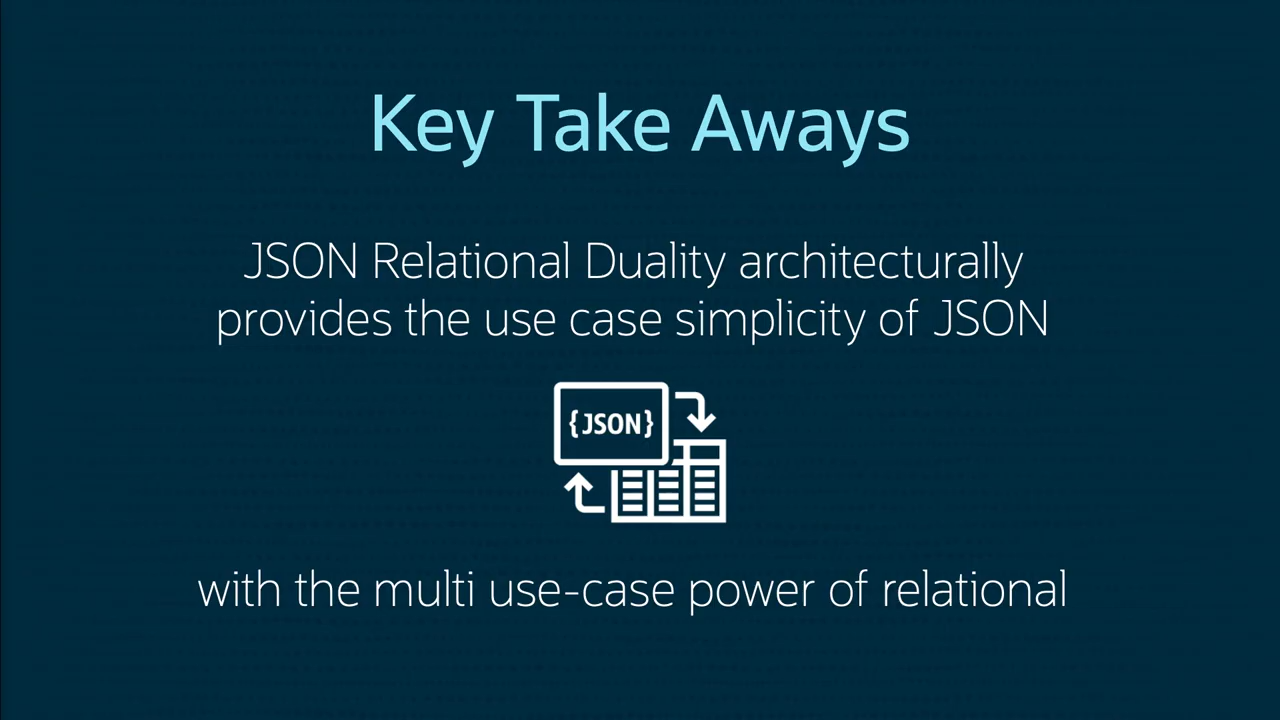 Key Take Aways
JSON Relational Duality architecturally
provides the use case simplicity of JSON
{JSON}
with the multi use-case power of relational